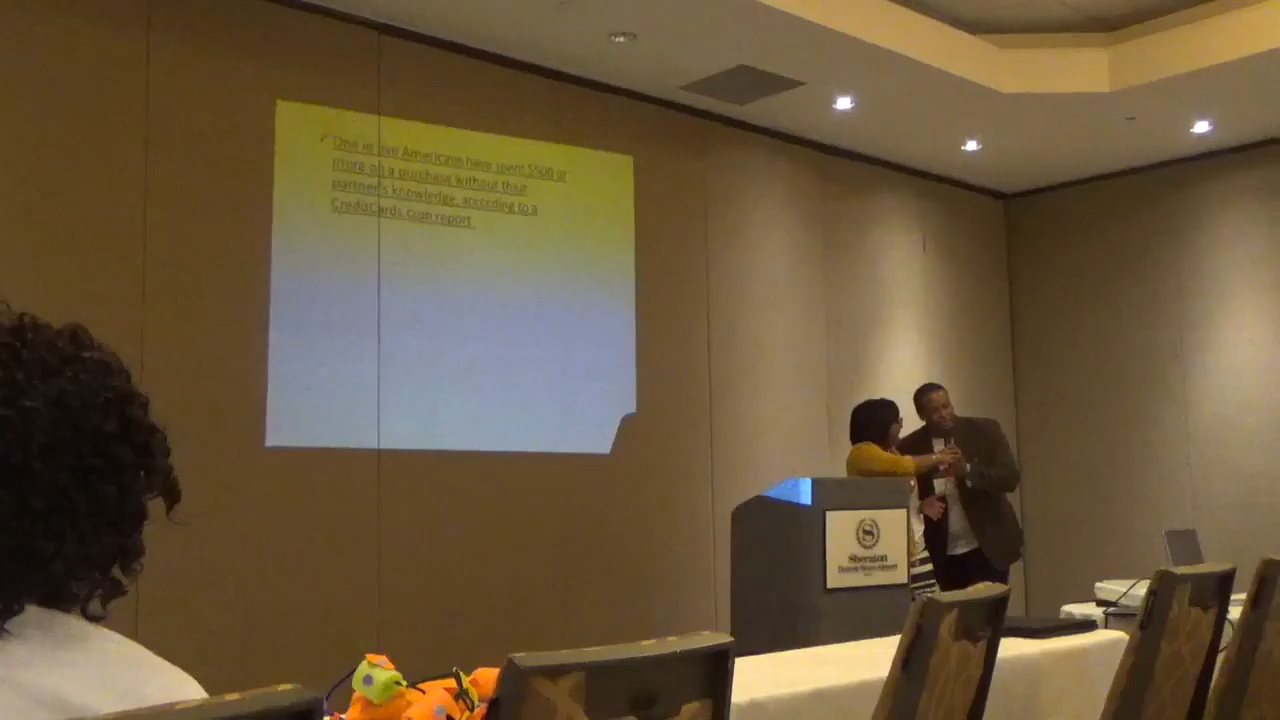 One in five Americans have spent $500 or
more on a purchase without their
partner's knowledge, according to a
CreditCards.com report
S
Sheraton